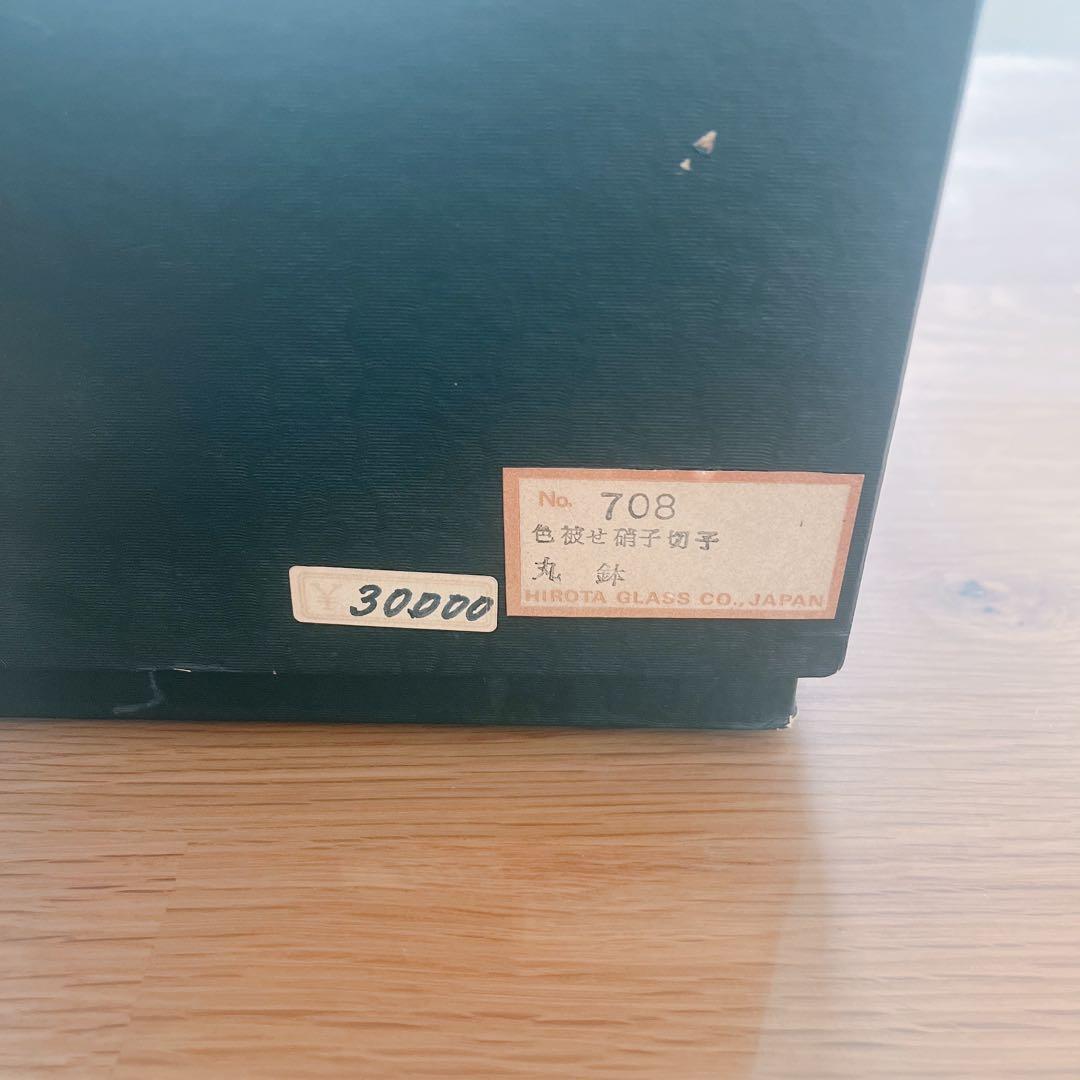 No. 708
色被せ硝子切子
丸 鉢
HIROTA GLASS CO., JAPAN
¥ 30000